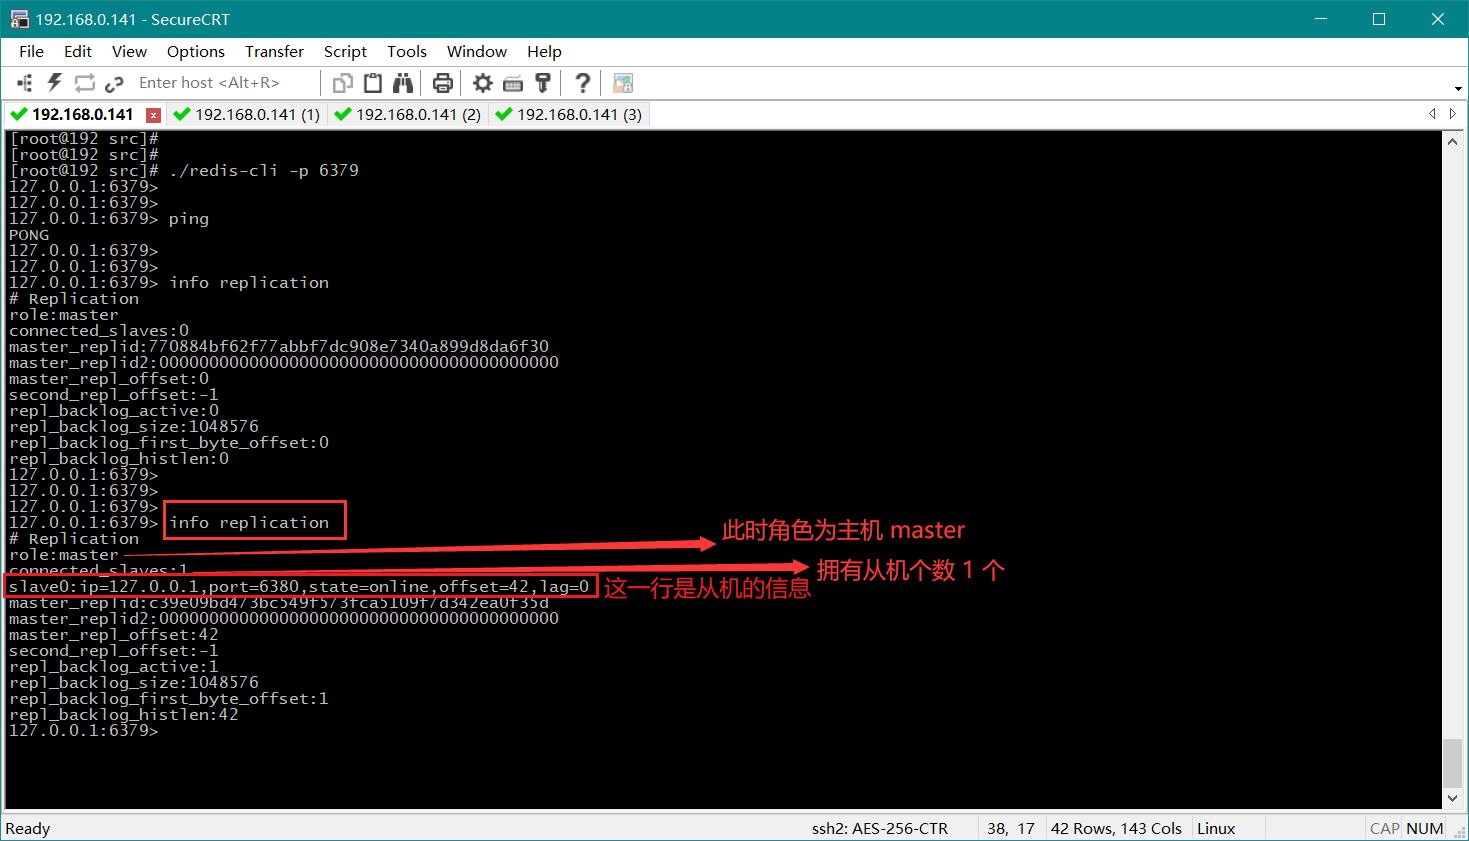 192.168.0.141 - SecureCRT
File Edit View Options Transfer Script Tools Window Help
Enter host <Alt+R>
192.168.0.141 192.168.0.141 (1) 192.168.0.141 (2) 192.168.0.141 (3)
[root@192 src]#
[root@192 src]#
[root@192 src]# ./redis-cli -p 6379
127.0.0.1:6379>
127.0.0.1:6379>
127.0.0.1:6379> ping
PONG
127.0.0.1:6379>
127.0.0.1:6379>
127.0.0.1:6379> info replication
# Replication
role:master
connected_slaves:0
master_replid:770884bf62f77abbf7dc908e7340a899d8da6f30
master_replid2:0000000000000000000000000000000000000000
master_repl_offset:0
second_repl_offset:-1
repl_backlog_active:0
repl_backlog_size:1048576
repl_backlog_first_byte_offset:0
repl_backlog_histlen:0
127.0.0.1:6379>
127.0.0.1:6379>
127.0.0.1:6379>
127.0.0.1:6379> info replication
# Replication
此时角色为主机 master
role:master
connected_slaves:1
拥有从机个数 1 个
slave0:ip=127.0.0.1,port=6380,state=online,offset=42,lag=0 这一行是从机的信息
master_replid:c39e09bd473bc549f573fca5109f7d342ea0f35d
master_replid2:0000000000000000000000000000000000000000
master_repl_offset:42
second_repl_offset:-1
repl_backlog_active:1
repl_backlog_size:1048576
repl_backlog_first_byte_offset:1
repl_backlog_histlen:42
127.0.0.1:6379>
Ready ssh2: AES-256-CTR 38, 17 42 Rows, 143 Cols Linux CAP NUM